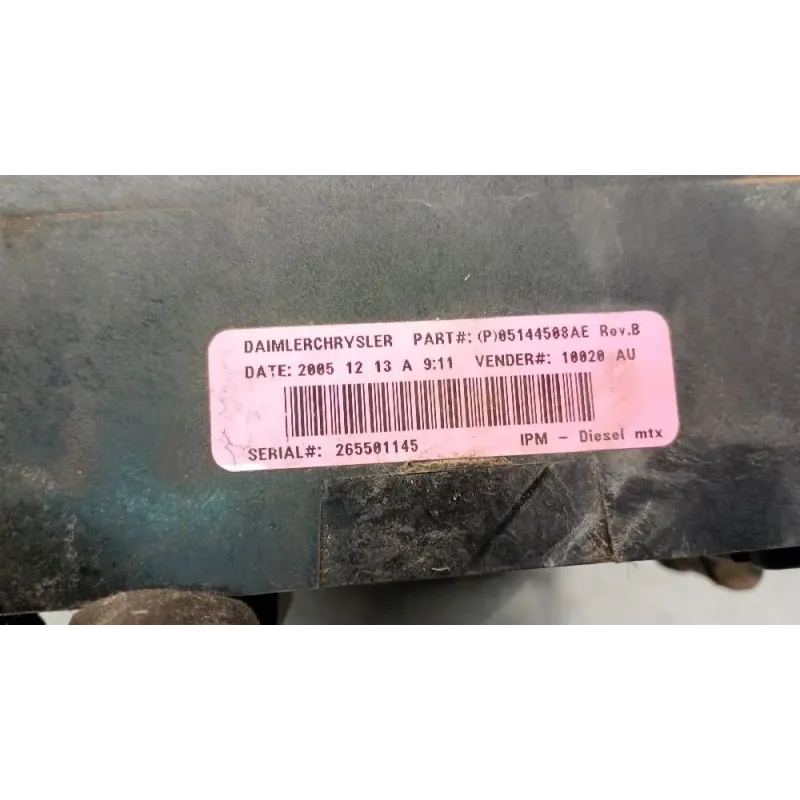 DAIMLERCHRYSLER PART#: (P)05144508AE Rev.B
DATE: 2005 12 13 A 9:11 VENDER#: 10020 AU
SERIAL#: 265501145 IPM - Diesel mtx